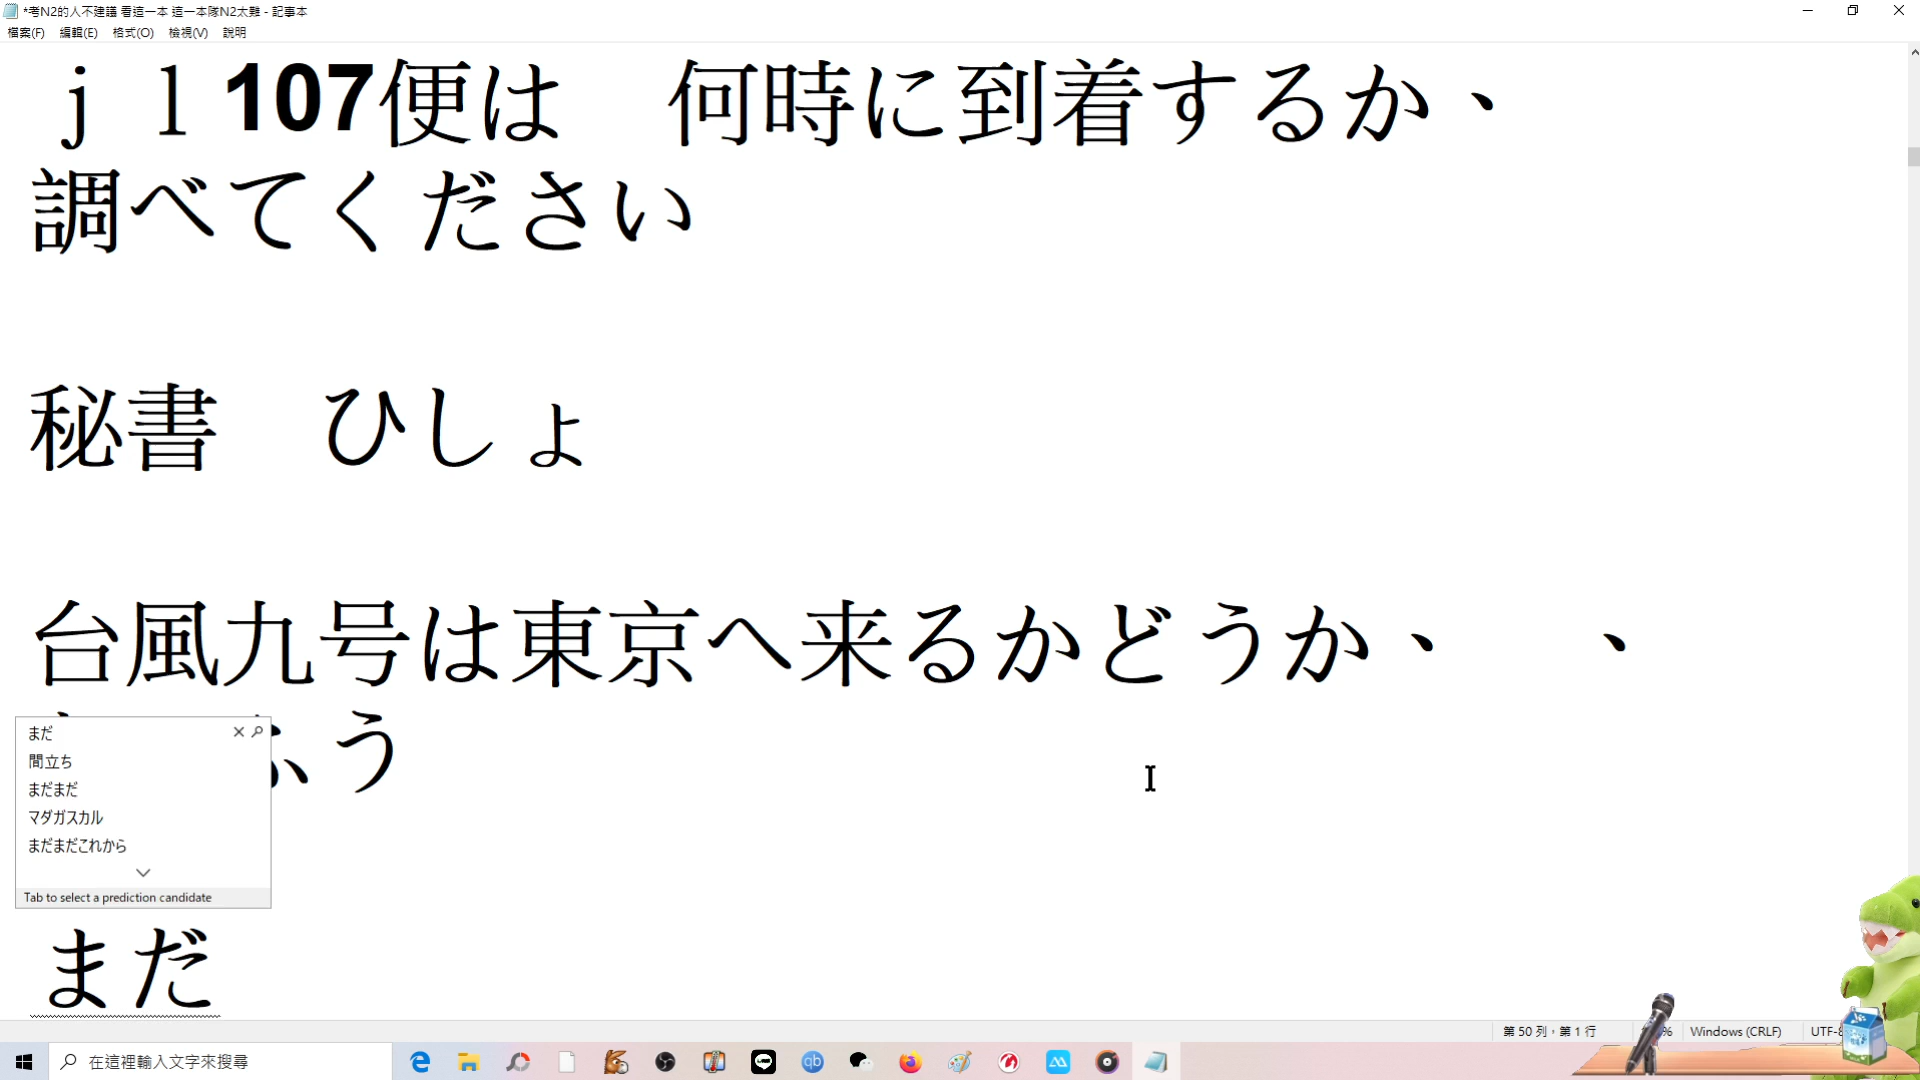 *考N2的人不建議 看這一本 這一本隊N2太難 - 記事本
檔案(F) 編輯(E) 格式(O) 檢視(V) 說明
ｊｌ107便は　何時に到着するか、
調べてください
秘書　ひしょ
台風九号は東京へ来るかどうか、　、
ふう
まだ
間立ち
まだまだ
マダガスカル
まだまだこれから
Tab to select a prediction candidate
まだ
第 50 列，第 1 行
%
Windows (CRLF)
UTF-8
在這裡輸入文字來搜尋